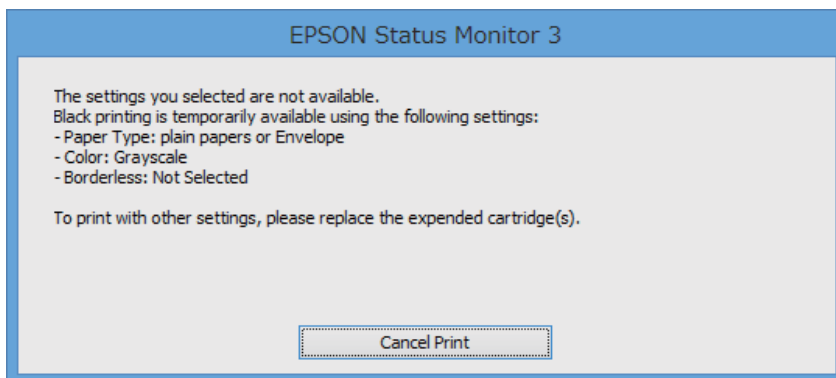 EPSON Status Monitor 3
The settings you selected are not available.
Black printing is temporarily available using the following settings:
- Paper Type: plain papers or Envelope
- Color: Grayscale
- Borderless: Not Selected
To print with other settings, please replace the expended cartridge(s).
Cancel Print